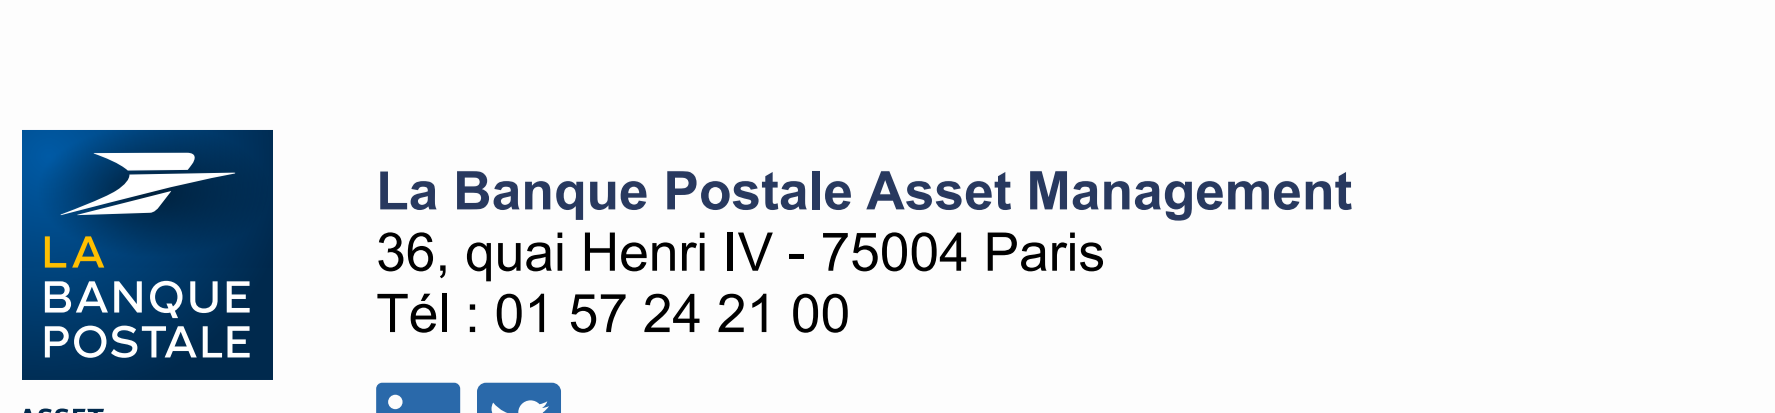 LA
BANQUE
POSTALE
La Banque Postale Asset Management
36, quai Henri IV - 75004 Paris
Tél : 01 57 24 21 00
ASSET